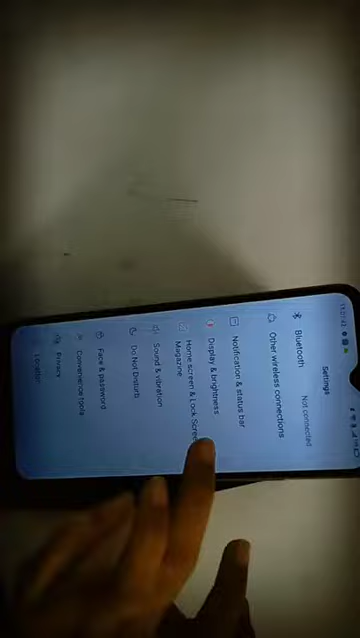 Settings
Bluetooth
Not connected
Other wireless connections
Notification & status bar
Display & brightness
Home screen & Lock Screen
Magazine
Sound & vibration
Do Not Disturb
Face & password
Convenience tools
Privacy
Location